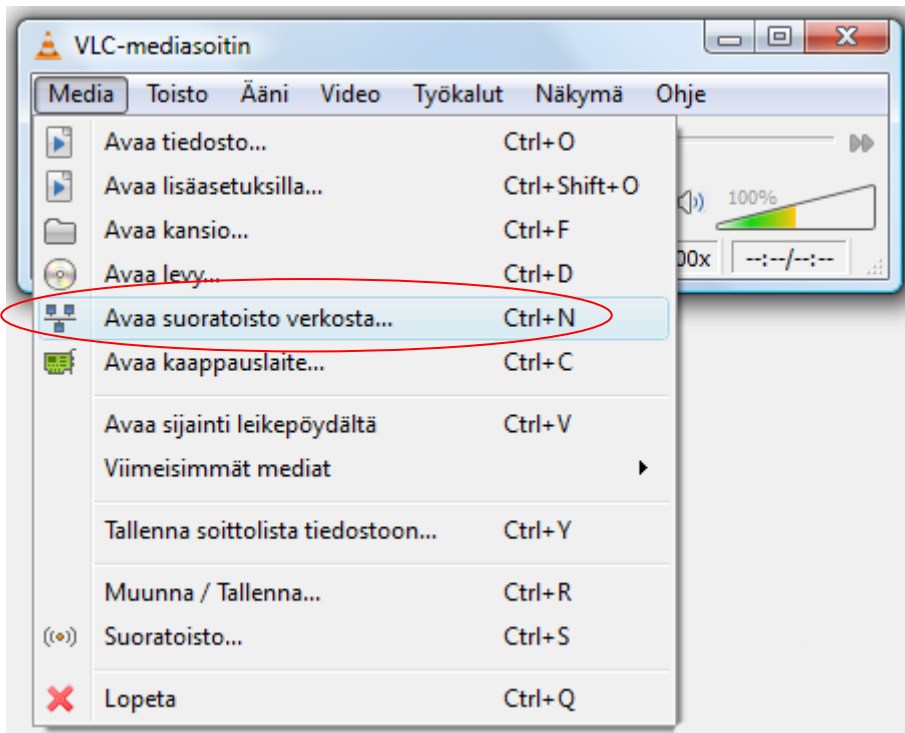 VLC-mediasoitin
Media Toisto Ääni Video Työkalut Näkymä Ohje
Avaa tiedosto... Ctrl+O
Avaa lisäasetuksilla... Ctrl+Shift+O
100%
Avaa kansio... Ctrl+F
Avaa levy... Ctrl+D
00x --:--/--:--
Avaa suoratoisto verkosta... Ctrl+N
Avaa kaappauslaite... Ctrl+C
Avaa sijainti leikepöydältä Ctrl+V
Viimeisimmät mediat
Tallenna soittolista tiedostoon... Ctrl+Y
Muunna / Tallenna... Ctrl+R
Suoratoisto... Ctrl+S
Lopeta Ctrl+Q